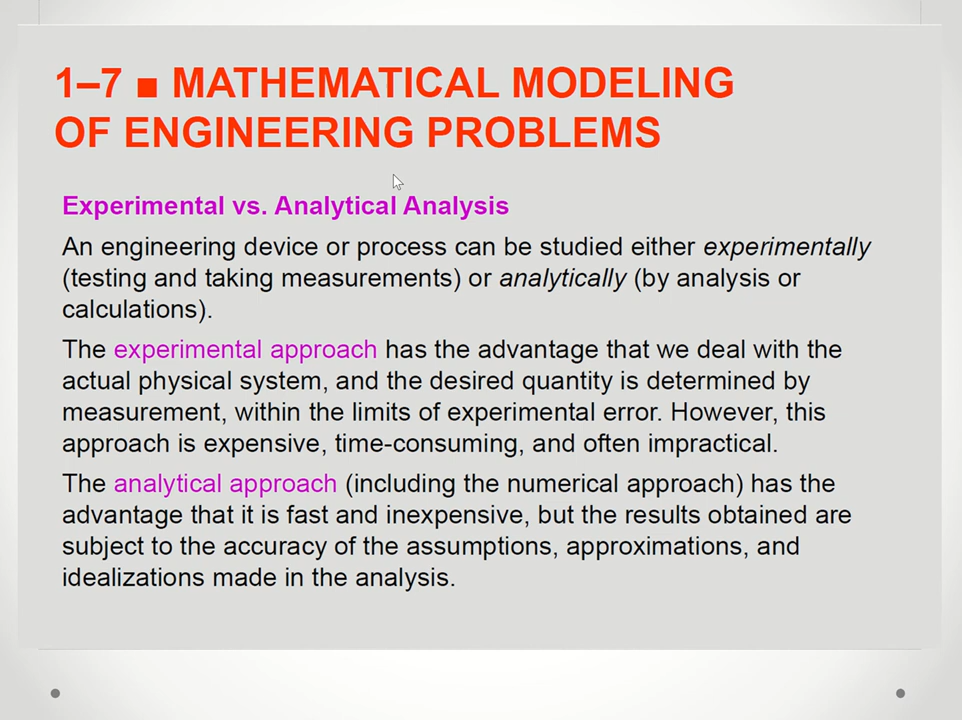 1–7 ■ MATHEMATICAL MODELING
OF ENGINEERING PROBLEMS
Experimental vs. Analytical Analysis
An engineering device or process can be studied either experimentally
(testing and taking measurements) or analytically (by analysis or
calculations).
The experimental approach has the advantage that we deal with the
actual physical system, and the desired quantity is determined by
measurement, within the limits of experimental error. However, this
approach is expensive, time-consuming, and often impractical.
The analytical approach (including the numerical approach) has the
advantage that it is fast and inexpensive, but the results obtained are
subject to the accuracy of the assumptions, approximations, and
idealizations made in the analysis.